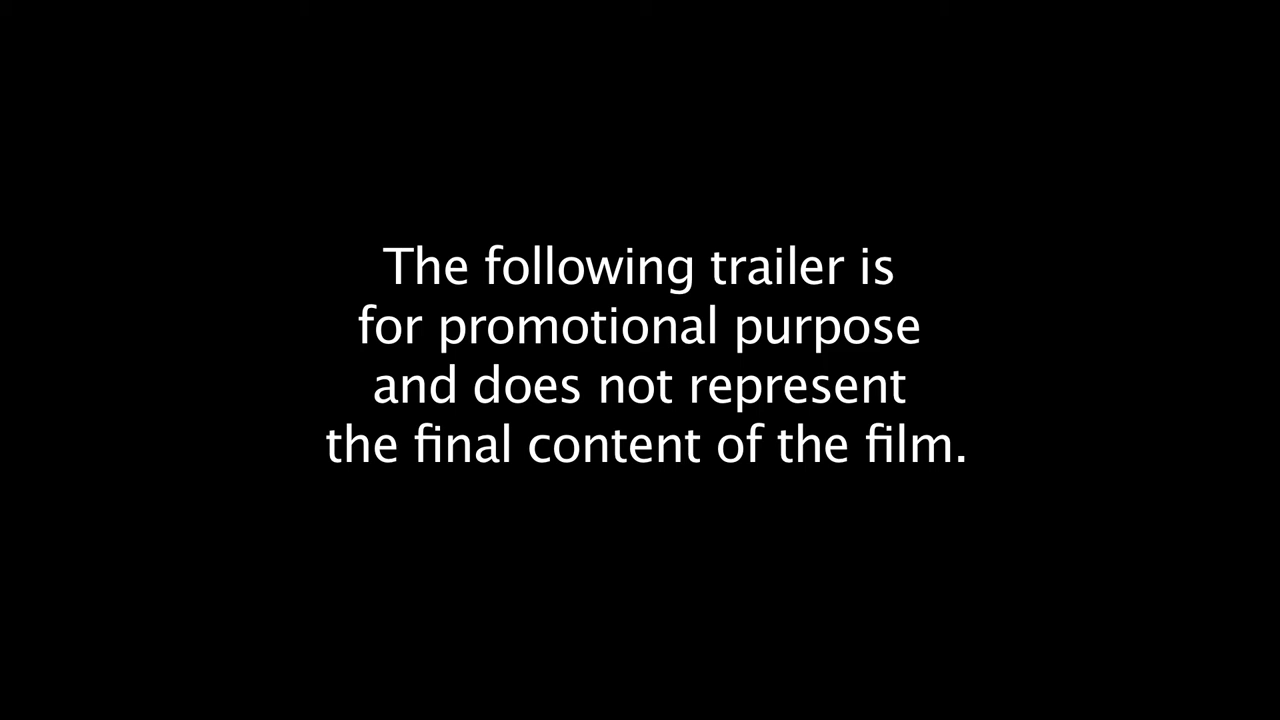 The following trailer is
for promotional purpose
and does not represent
the final content of the film.